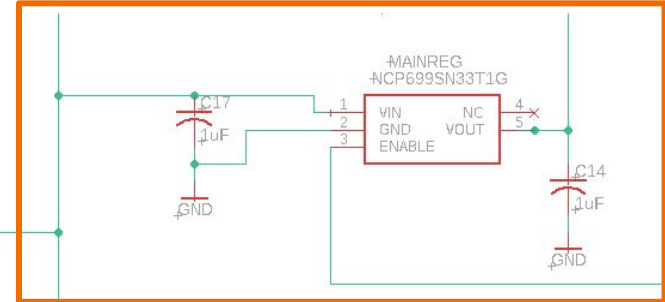 MAINREG
NCP699SN33T1G
C17
1uF
1 VIN NC 4
2 GND VOUT 5
3 ENABLE
GND
C14
1uF
GND